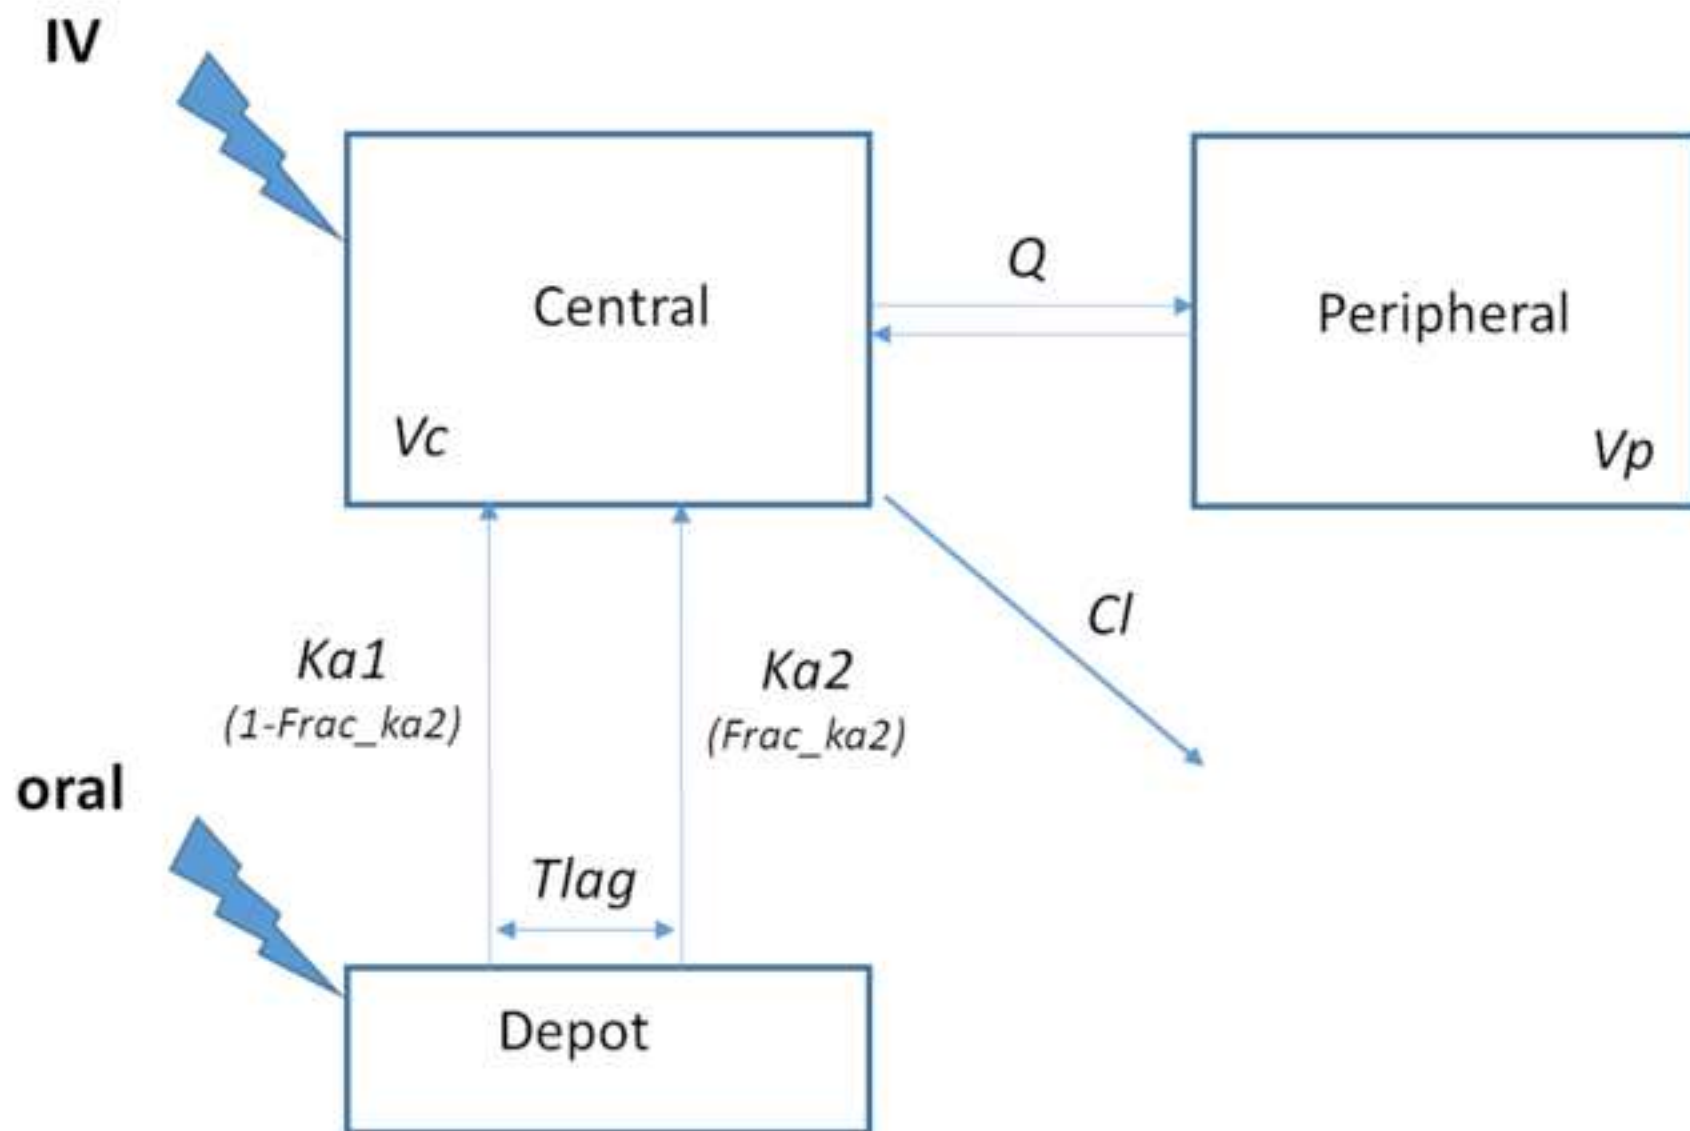 IV
Central
Vc
Q
Peripheral
Vp
Ka1
(1-Frac_ka2)
Ka2
(Frac_ka2)
Cl
oral
Tlag
Depot